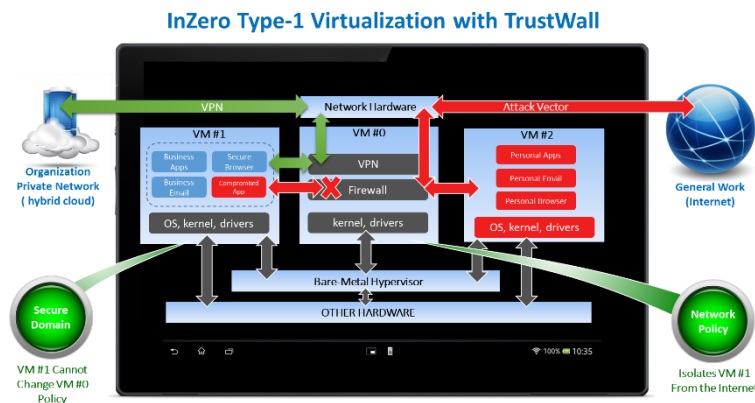 InZero Type-1 Virtualization with TrustWall
VPN
Network Hardware
Attack Vector
Organization
Private Network
( hybrid cloud)
General Work
(Internet)
VM #1
Business
Apps
Secure
Browser
Business
Email
Compromised
App
OS, kernel, drivers
VM #0
VPN
Firewall
kernel, drivers
VM #2
Personal Apps
Personal Email
Personal Browser
OS, kernel, drivers
Bare-Metal Hypervisor
OTHER HARDWARE
Secure
Domain
VM #1 Cannot
Change VM #0
Policy
Network
Policy
Isolates VM #1
From the Internet
100%
10:35